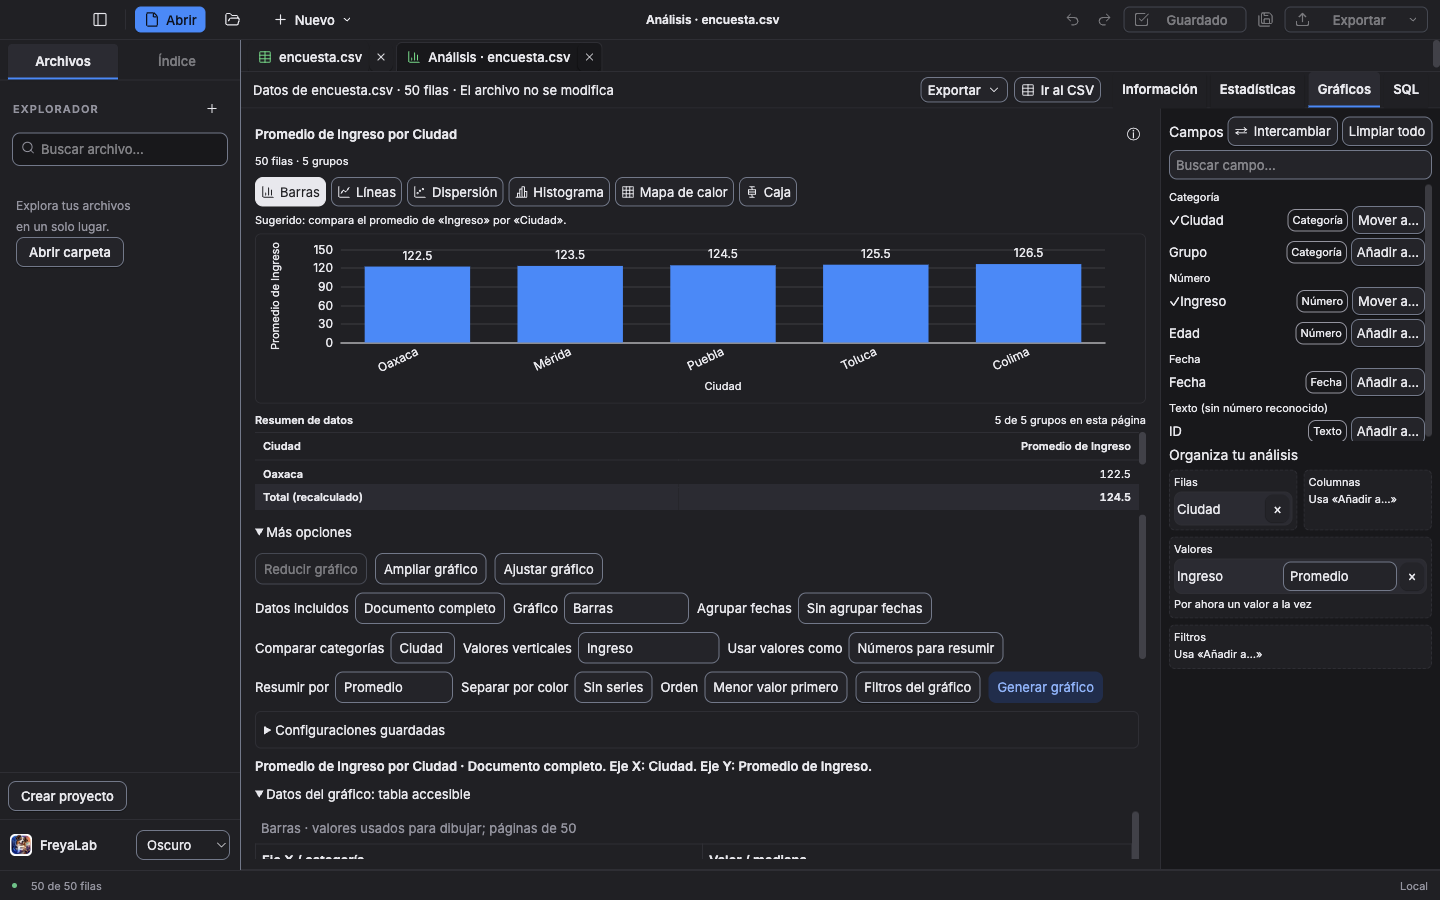 Abrir
Nuevo
Análisis · encuesta.csv
Guardado
Exportar
Archivos
Índice
encuesta.csv
Análisis · encuesta.csv
EXPLORADOR
Buscar archivo...
Explora tus archivos
en un solo lugar.
Abrir carpeta
Crear proyecto
FreyaLab
Oscuro
Datos de encuesta.csv · 50 filas · El archivo no se modifica
Exportar
Ir al CSV
Información
Estadísticas
Gráficos
SQL
Promedio de Ingreso por Ciudad
50 filas · 5 grupos
Barras
Líneas
Dispersión
Histograma
Mapa de calor
Caja
Sugerido: compara el promedio de «Ingreso» por «Ciudad».
Promedio de Ingreso
150
120
90
60
30
0
122.5
123.5
124.5
125.5
126.5
Oaxaca
Mérida
Puebla
Toluca
Colima
Ciudad
Resumen de datos
5 de 5 grupos en esta página
Ciudad
Promedio de Ingreso
Oaxaca
122.5
Total (recalculado)
124.5
Más opciones
Reducir gráfico
Ampliar gráfico
Ajustar gráfico
Datos incluidos
Documento completo
Gráfico
Barras
Agrupar fechas
Sin agrupar fechas
Comparar categorías
Ciudad
Valores verticales
Ingreso
Usar valores como
Números para resumir
Resumir por
Promedio
Separar por color
Sin series
Orden
Menor valor primero
Filtros del gráfico
Generar gráfico
Configuraciones guardadas
Promedio de Ingreso por Ciudad · Documento completo. Eje X: Ciudad. Eje Y: Promedio de Ingreso.
Datos del gráfico: tabla accesible
Barras · valores usados para dibujar; páginas de 50
Eje X / categoría
Valor / mediana
Campos
Intercambiar
Limpiar todo
Buscar campo...
Categoría
✓Ciudad
Categoría
Mover a...
Grupo
Categoría
Añadir a...
Número
✓Ingreso
Número
Mover a...
Edad
Número
Añadir a...
Fecha
Fecha
Fecha
Añadir a...
Texto (sin número reconocido)
ID
Texto
Añadir a...
Organiza tu análisis
Filas
Ciudad
×
Columnas
Usa «Añadir a...»
Valores
Ingreso
Promedio
×
Por ahora un valor a la vez
Filtros
Usa «Añadir a...»
50 de 50 filas
Local